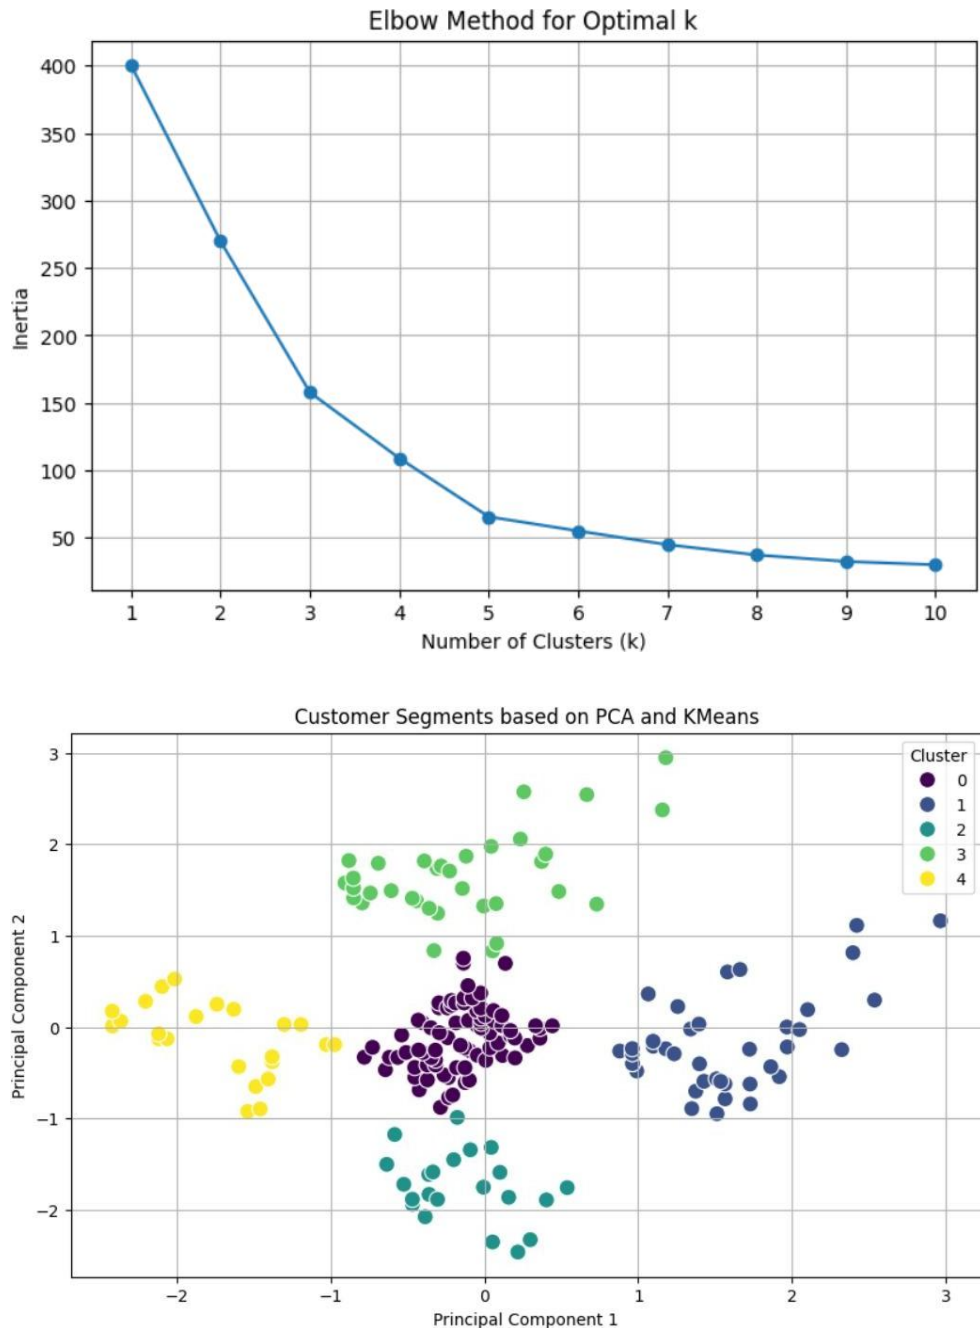 Elbow Method for Optimal k
400
350
300
250
200
150
100
50
Inertia
1 2 3 4 5 6 7 8 9 10
Number of Clusters (k)
Customer Segments based on PCA and KMeans
Cluster
0
1
2
3
4
3
2
1
0
−1
−2
Principal Component 2
−2 −1 0 1 2 3
Principal Component 1